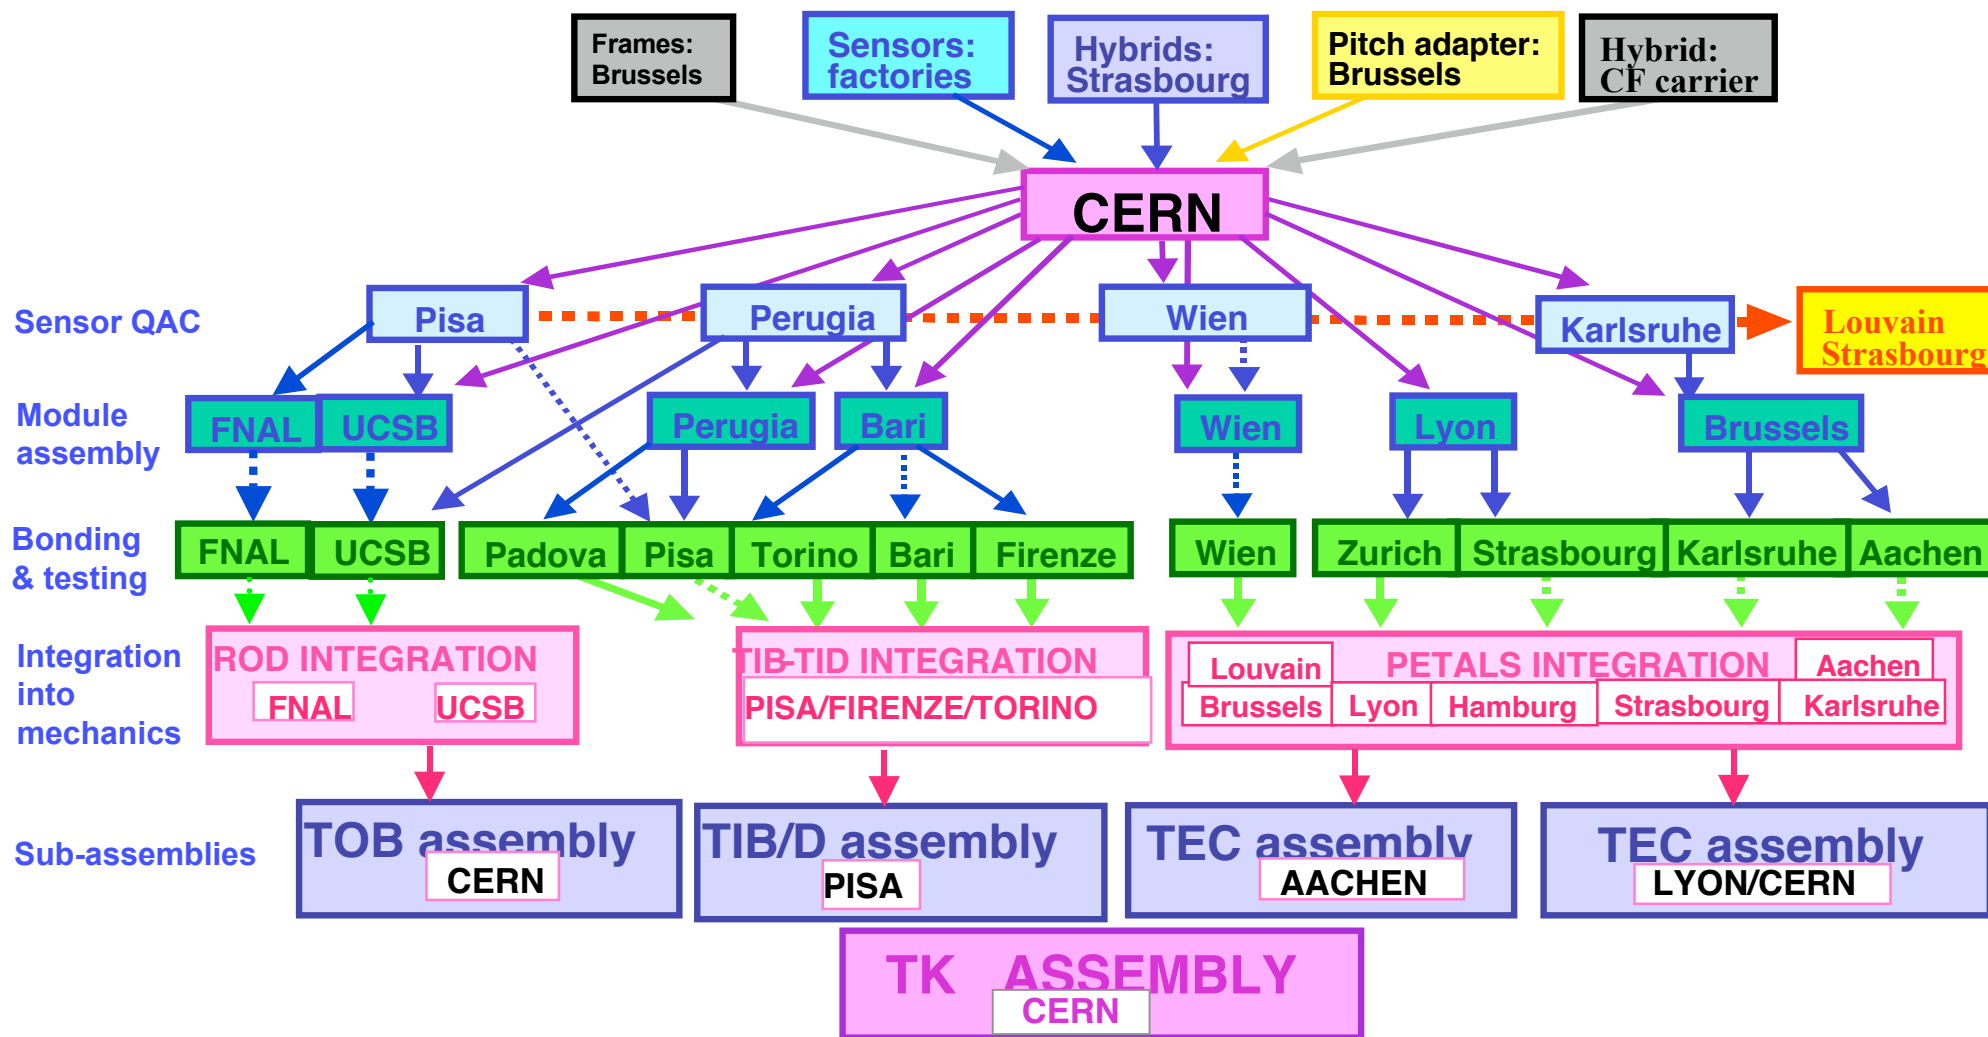 Frames:
Brussels
Sensors:
factories
Hybrids:
Strasbourg
Pitch adapter:
Brussels
Hybrid:
CF carrier
CERN
Sensor QAC
Pisa
Perugia
Wien
Karlsruhe
Louvain
Strasbourg
Module
assembly
FNAL
UCSB
Perugia
Bari
Wien
Lyon
Brussels
Bonding
& testing
FNAL
UCSB
Padova
Pisa
Torino
Bari
Firenze
Wien
Zurich
Strasbourg
Karlsruhe
Aachen
Integration
into
mechanics
ROD INTEGRATION
FNAL
UCSB
TIB-TID INTEGRATION
PISA/FIRENZE/TORINO
PETALS INTEGRATION
Louvain
Aachen
Brussels
Lyon
Hamburg
Strasbourg
Karlsruhe
Sub-assemblies
TOB assembly
CERN
TIB/D assembly
PISA
TEC assembly
AACHEN
TEC assembly
LYON/CERN
TK ASSEMBLY
CERN